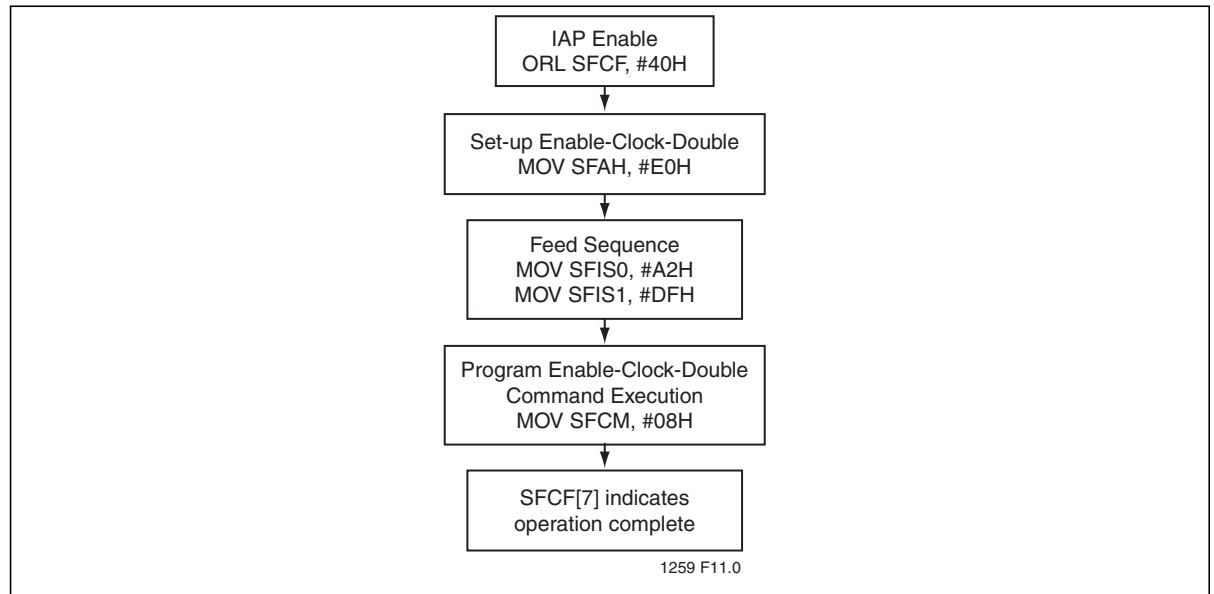 IAP Enable
ORL SFCF, #40H
Set-up Enable-Clock-Double
MOV SFAH, #E0H
Feed Sequence
MOV SFIS0, #A2H
MOV SFIS1, #DFH
Program Enable-Clock-Double
Command Execution
MOV SFCM, #08H
SFCF[7] indicates
operation complete
1259 F11.0